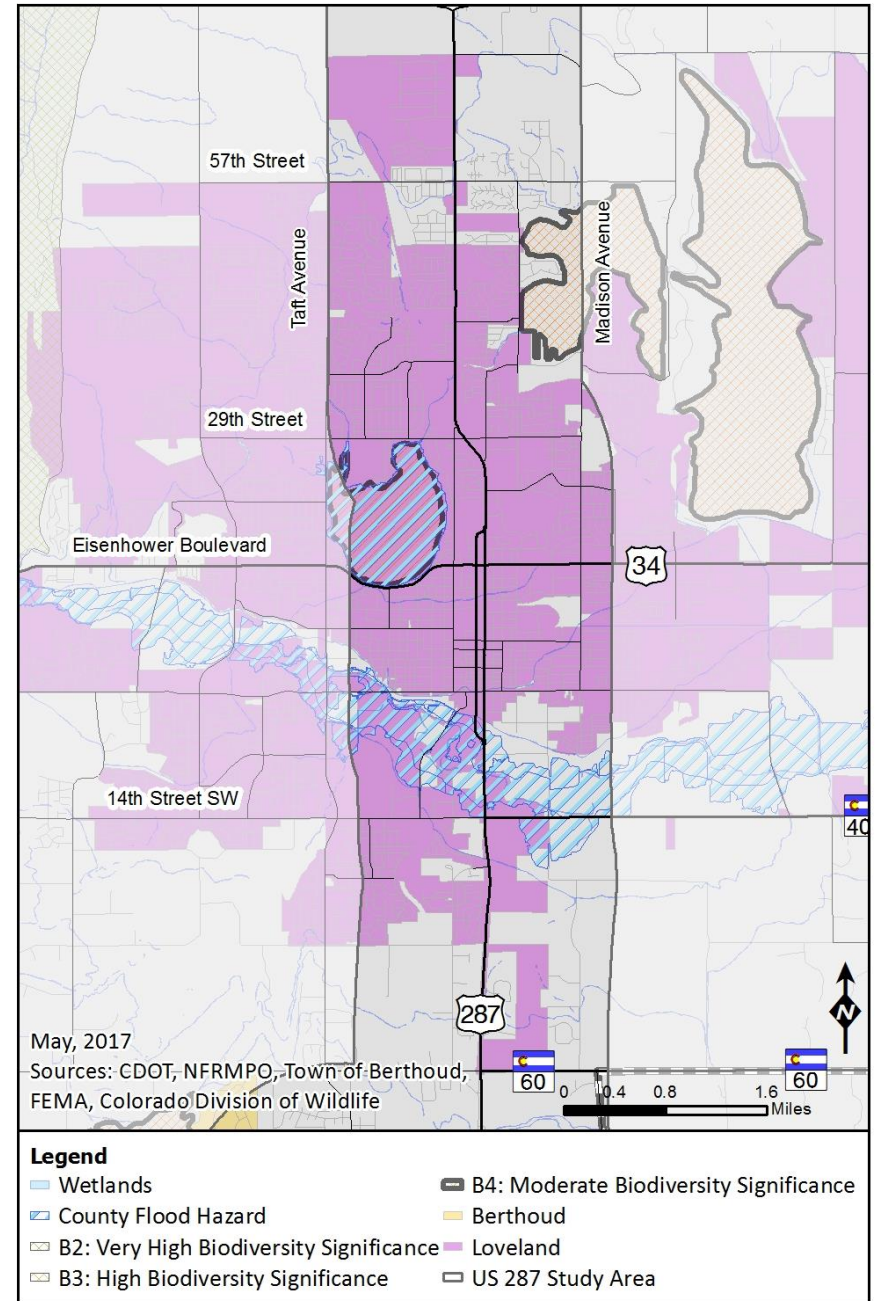 57th Street
Taft Avenue
Madison Avenue
29th Street
Eisenhower Boulevard
34
14th Street SW
40
287
N
May, 2017
Sources: CDOT, NFRMPO, Town of Berthoud,
FEMA, Colorado Division of Wildlife
60
60
0 0.4 0.8 1.6
Miles
Legend
Wetlands
County Flood Hazard
B2: Very High Biodiversity Significance
B3: High Biodiversity Significance
B4: Moderate Biodiversity Significance
Berthoud
Loveland
US 287 Study Area